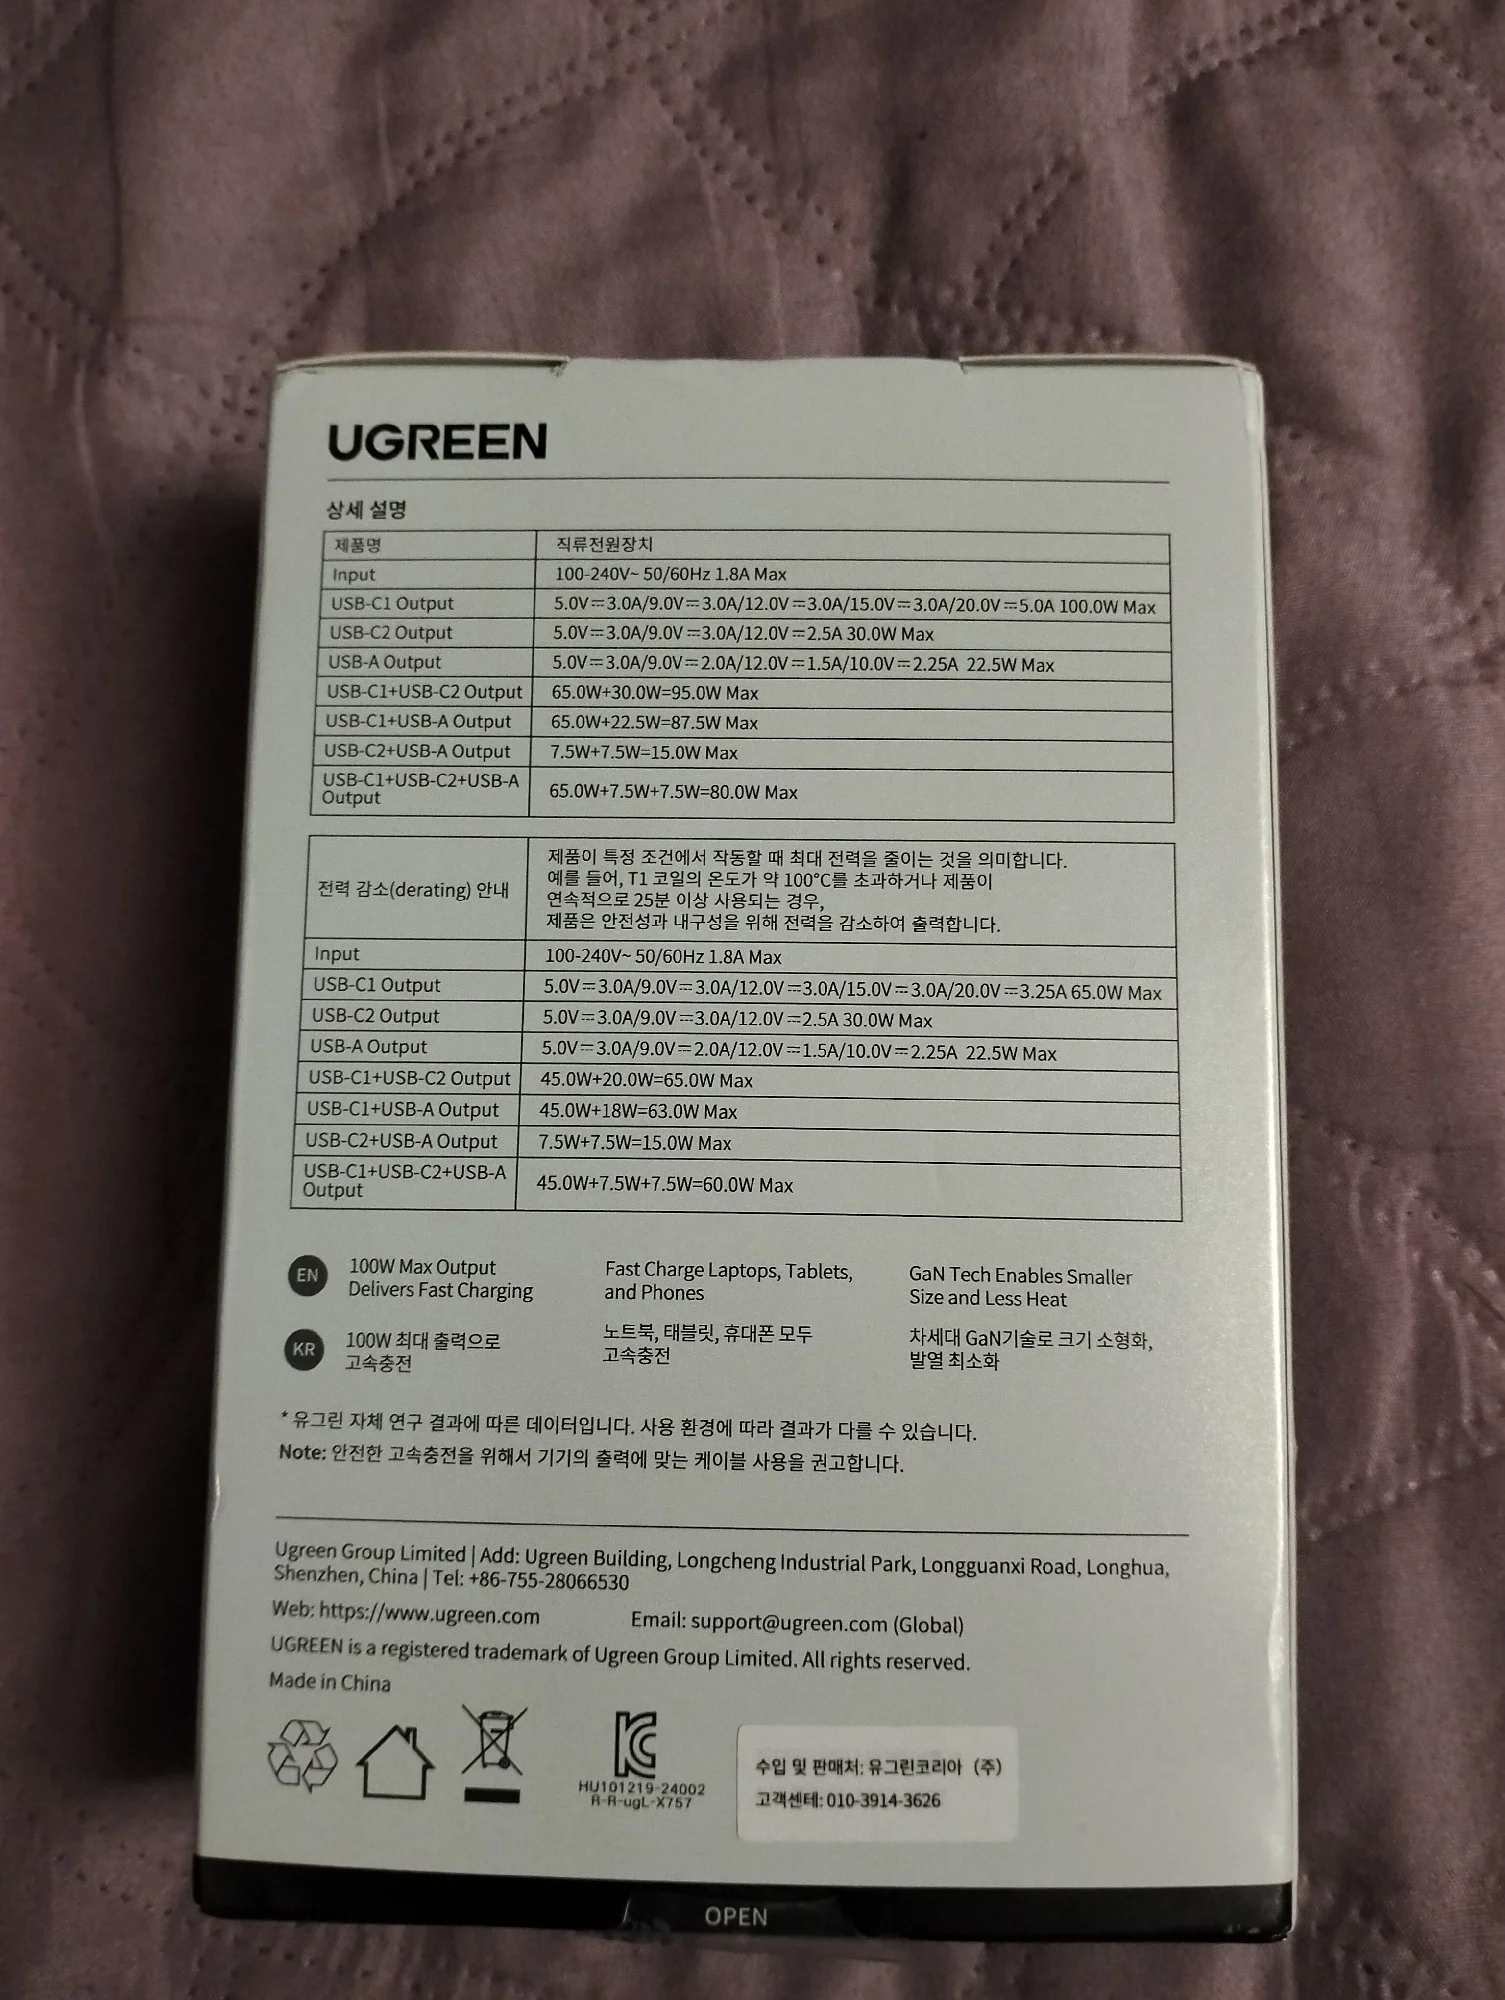 UGREEN
상세 설명
제품명 직류전원장치
Input 100-240V~ 50/60Hz 1.8A Max
USB-C1 Output 5.0V⎓3.0A/9.0V⎓3.0A/12.0V⎓3.0A/15.0V⎓3.0A/20.0V⎓5.0A 100.0W Max
USB-C2 Output 5.0V⎓3.0A/9.0V⎓3.0A/12.0V⎓2.5A 30.0W Max
USB-A Output 5.0V⎓3.0A/9.0V⎓2.0A/12.0V⎓1.5A/10.0V⎓2.25A 22.5W Max
USB-C1+USB-C2 Output 65.0W+30.0W=95.0W Max
USB-C1+USB-A Output 65.0W+22.5W=87.5W Max
USB-C2+USB-A Output 7.5W+7.5W=15.0W Max
USB-C1+USB-C2+USB-A
Output
65.0W+7.5W+7.5W=80.0W Max
전력 감소(derating) 안내
제품이 특정 조건에서 작동할 때 최대 전력을 줄이는 것을 의미합니다.
예를 들어, T1 코일의 온도가 약 100°C를 초과하거나 제품이
연속적으로 25분 이상 사용되는 경우,
제품은 안전성과 내구성을 위해 전력을 감소하여 출력합니다.
Input 100-240V~ 50/60Hz 1.8A Max
USB-C1 Output 5.0V⎓3.0A/9.0V⎓3.0A/12.0V⎓3.0A/15.0V⎓3.0A/20.0V⎓3.25A 65.0W Max
USB-C2 Output 5.0V⎓3.0A/9.0V⎓3.0A/12.0V⎓2.5A 30.0W Max
USB-A Output 5.0V⎓3.0A/9.0V⎓2.0A/12.0V⎓1.5A/10.0V⎓2.25A 22.5W Max
USB-C1+USB-C2 Output 45.0W+20.0W=65.0W Max
USB-C1+USB-A Output 45.0W+18W=63.0W Max
USB-C2+USB-A Output 7.5W+7.5W=15.0W Max
USB-C1+USB-C2+USB-A
Output
45.0W+7.5W+7.5W=60.0W Max
EN
100W Max Output
Delivers Fast Charging
Fast Charge Laptops, Tablets,
and Phones
GaN Tech Enables Smaller
Size and Less Heat
KR
100W 최대 출력으로
고속충전
노트북, 태블릿, 휴대폰 모두
고속충전
차세대 GaN기술로 크기 소형화,
발열 최소화
* 유그린 자체 연구 결과에 따른 데이터입니다. 사용 환경에 따라 결과가 다를 수 있습니다.
Note: 안전한 고속충전을 위해서 기기의 출력에 맞는 케이블 사용을 권고합니다.
Ugreen Group Limited | Add: Ugreen Building, Longcheng Industrial Park, Longguanxi Road, Longhua,
Shenzhen, China | Tel: +86-755-28066530
Web: https://www.ugreen.com Email: support@ugreen.com (Global)
UGREEN is a registered trademark of Ugreen Group Limited. All rights reserved.
Made in China
HU101219-24002
R-R-ugL-X757
수입 및 판매처: 유그린코리아 (주)
고객센테: 010-3914-3626
OPEN